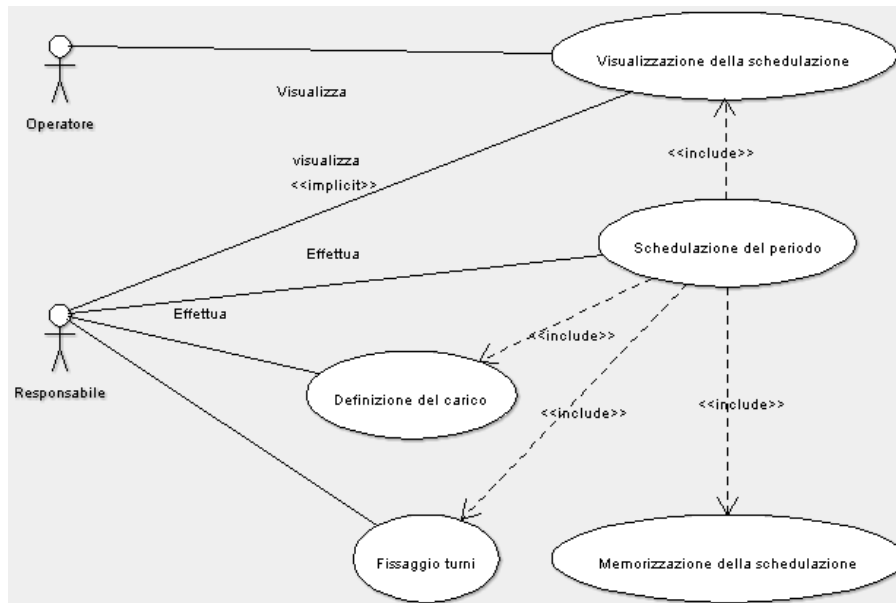 Visualizzazione della schedulazione
Visualizza
Operatore
<<include>>
visualizza
<<implicit>>
Schedulazione del periodo
Effettua
Effettua
<<include>>
Responsabile
Definizione del carico
<<include>>
<<include>>
Fissaggio turni
Memorizzazione della schedulazione